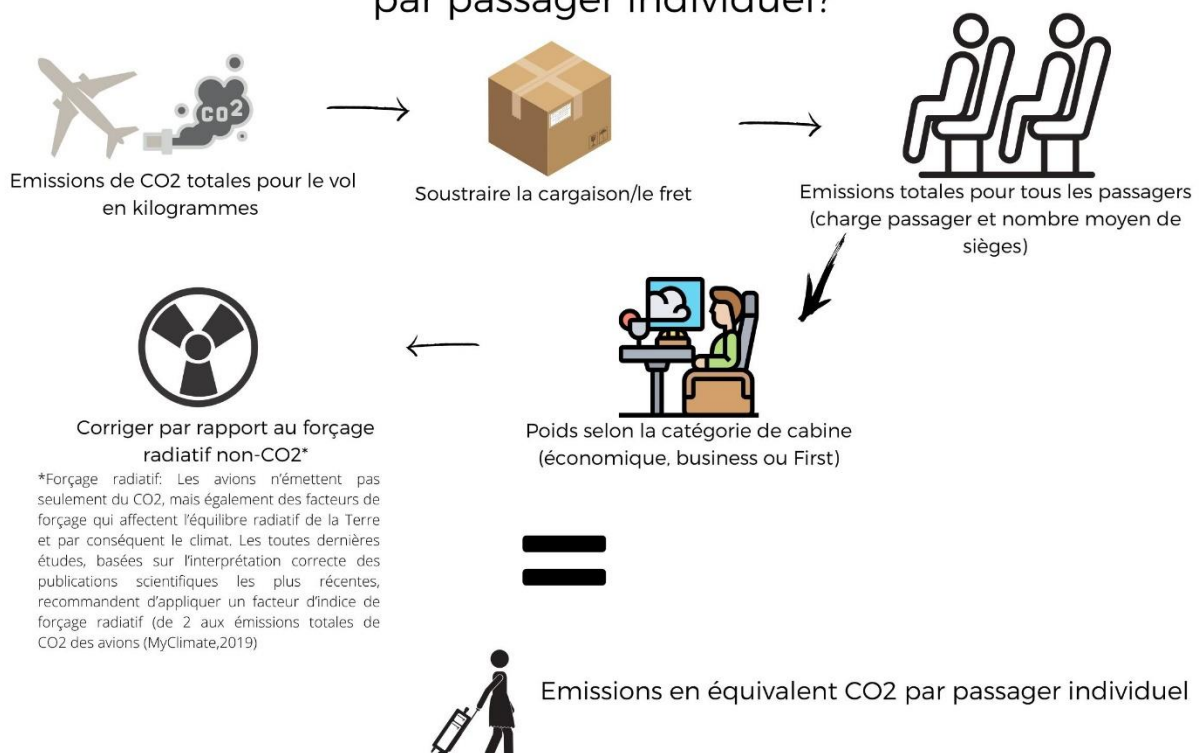 par passager individuel?
CO2
Emissions de CO2 totales pour le vol
en kilogrammes
Soustraire la cargaison/le fret
Emissions totales pour tous les passagers
(charge passager et nombre moyen de
sièges)
Poids selon la catégorie de cabine
(économique, business ou First)
Corriger par rapport au forçage
radiatif non-CO2*
*Forçage radiatif: Les avions n'émettent pas
seulement du CO2, mais également des facteurs de
forçage qui affectent l'équilibre radiatif de la Terre
et par conséquent le climat. Les toutes dernières
études, basées sur l'interprétation correcte des
publications scientifiques les plus récentes,
recommandent d'appliquer un facteur d'indice de
forçage radiatif (de 2 aux émissions totales de
CO2 des avions (MyClimate,2019)
Emissions en équivalent CO2 par passager individuel